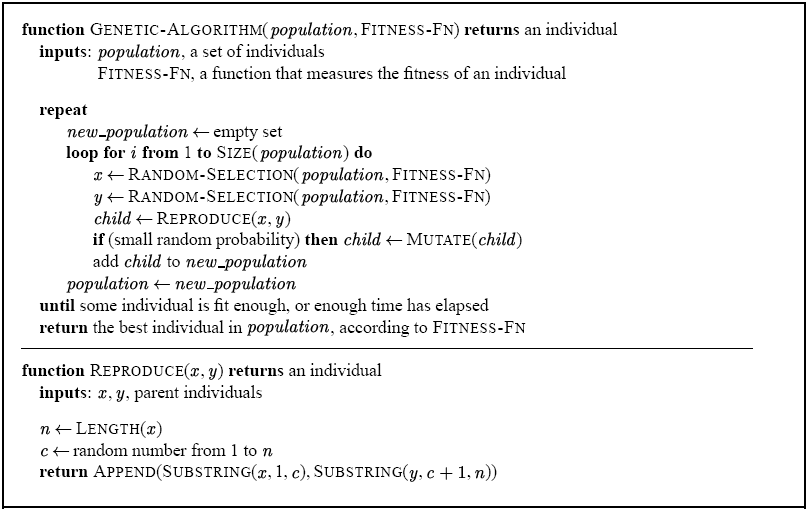 function GENETIC-ALGORITHM(population, FITNESS-FN) returns an individual
inputs: population, a set of individuals
FITNESS-FN, a function that measures the fitness of an individual
repeat
new_population ← empty set
loop for i from 1 to SIZE(population) do
x ← RANDOM-SELECTION(population, FITNESS-FN)
y ← RANDOM-SELECTION(population, FITNESS-FN)
child ← REPRODUCE(x, y)
if (small random probability) then child ← MUTATE(child)
add child to new_population
population ← new_population
until some individual is fit enough, or enough time has elapsed
return the best individual in population, according to FITNESS-FN
function REPRODUCE(x, y) returns an individual
inputs: x, y, parent individuals
n ← LENGTH(x)
c ← random number from 1 to n
return APPEND(SUBSTRING(x, 1, c), SUBSTRING(y, c + 1, n))